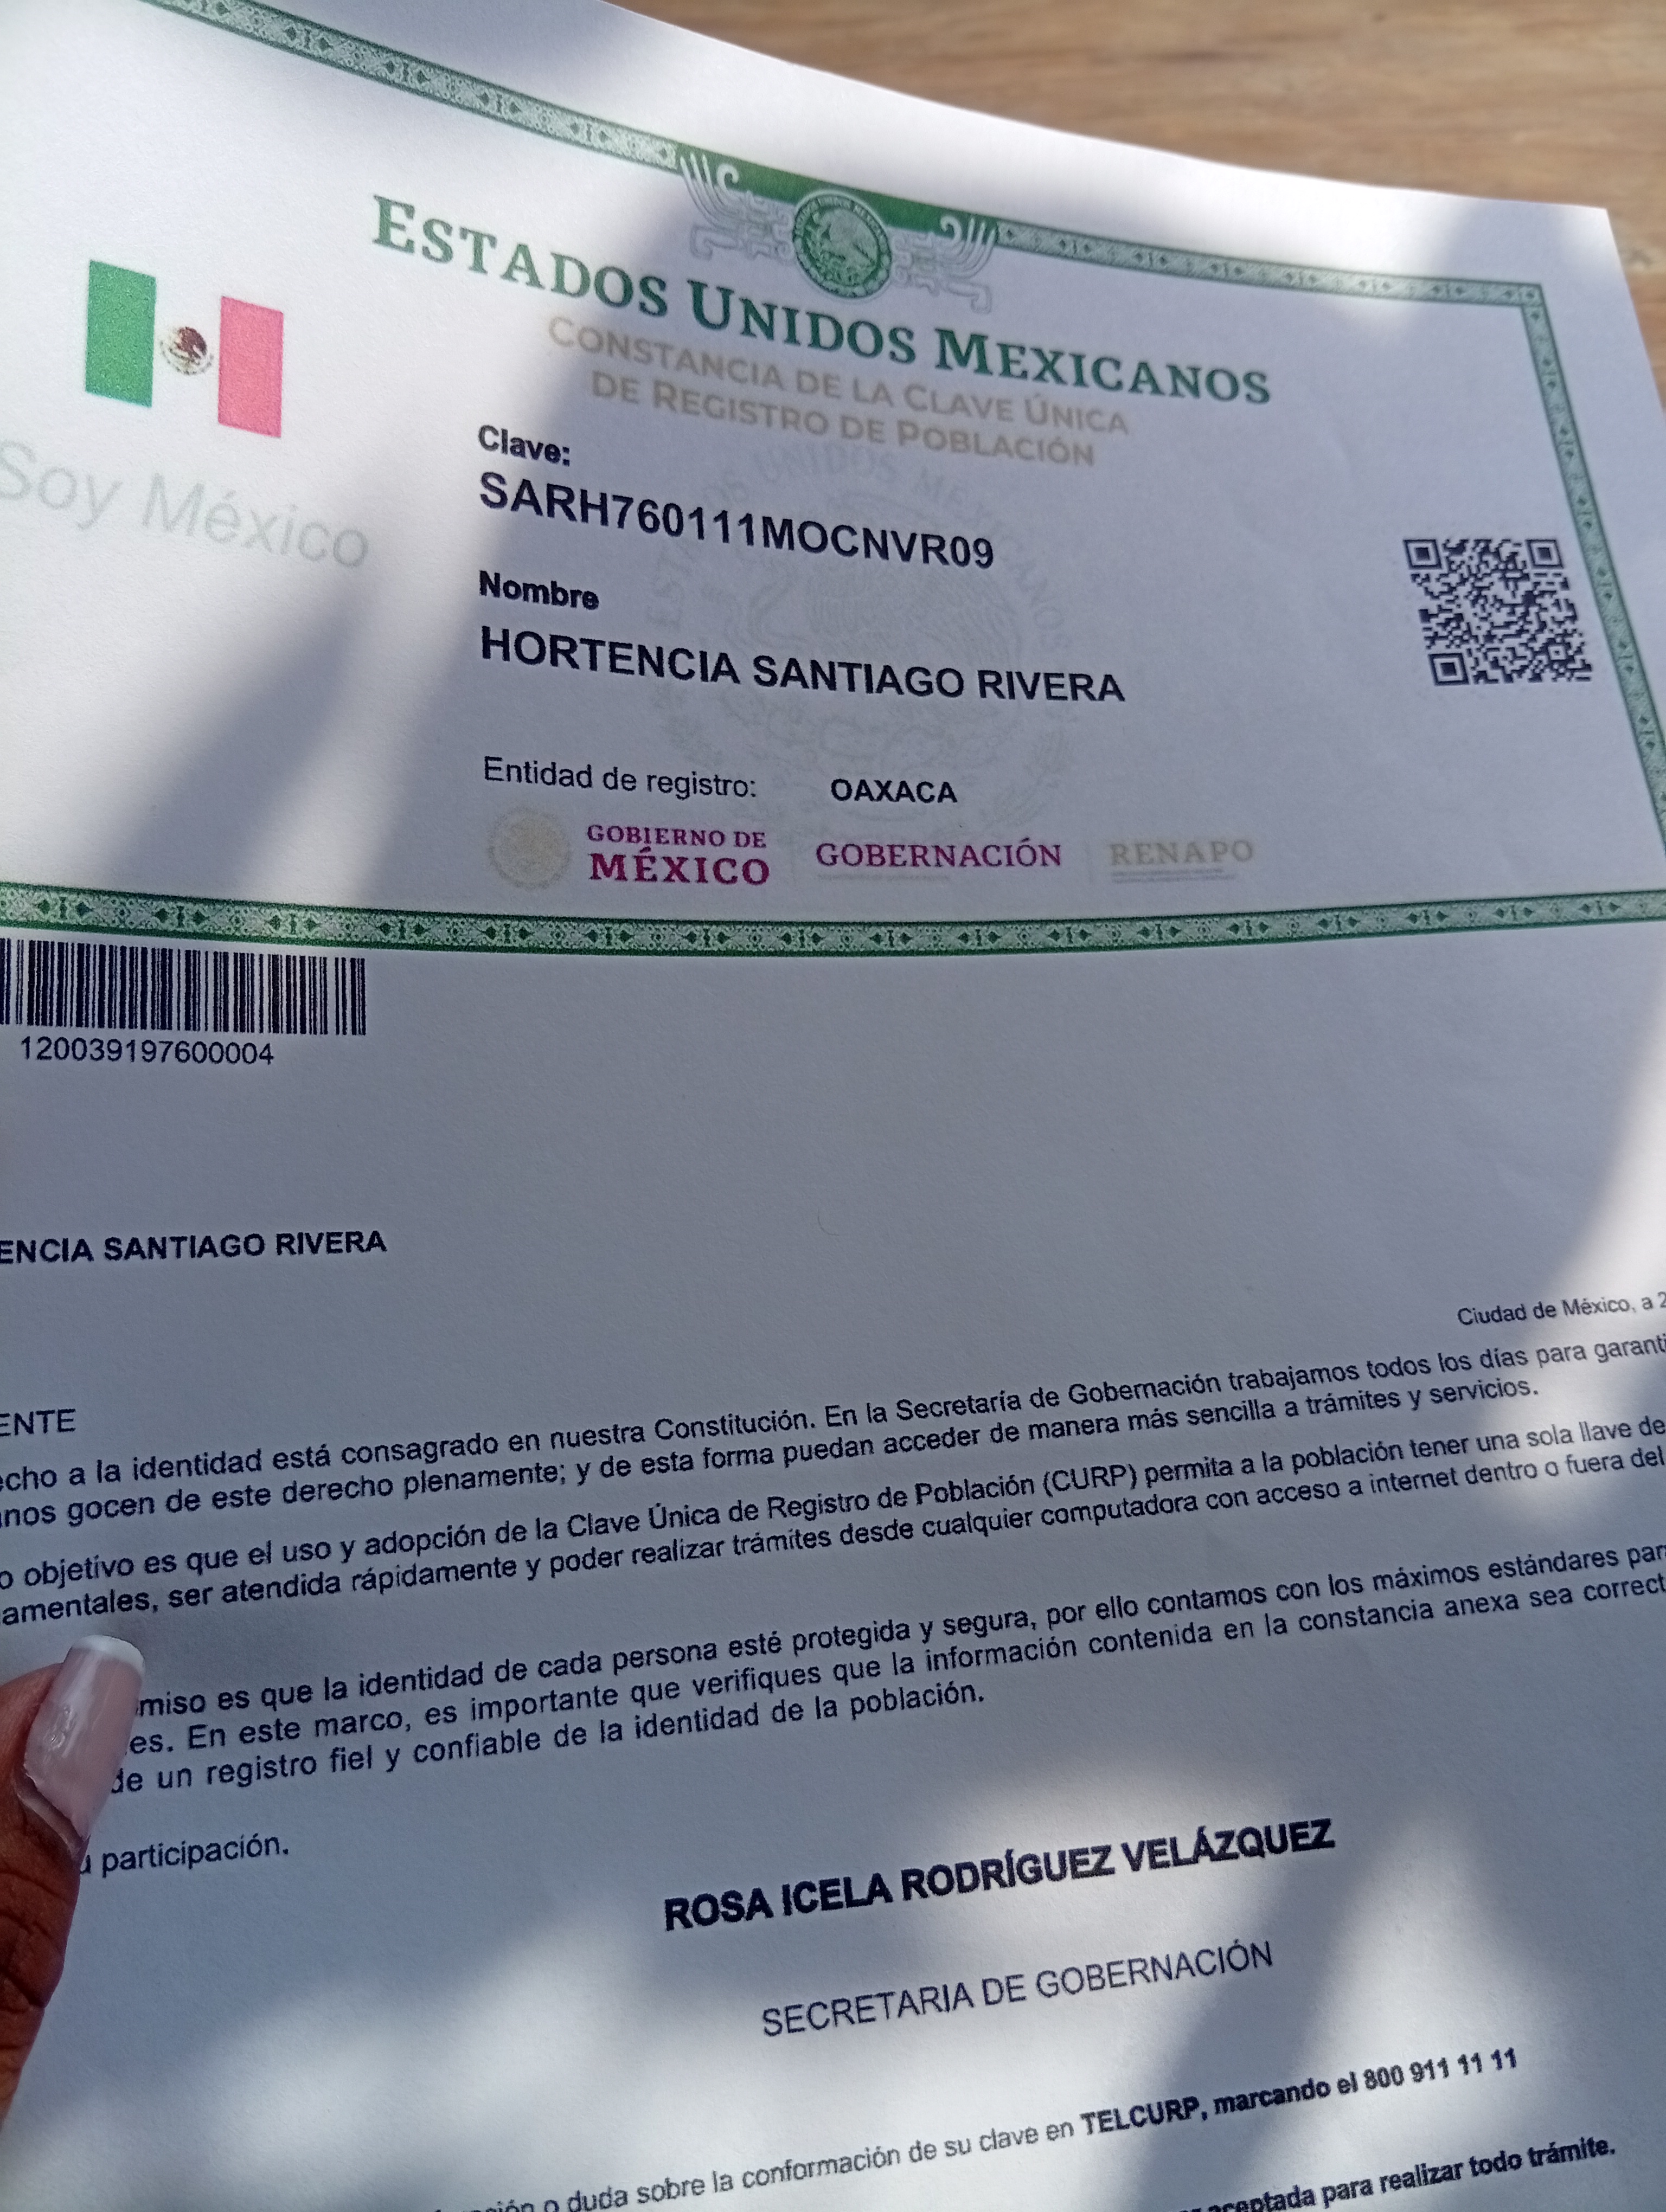 ESTADOS UNIDOS MEXICANOS
CONSTANCIA DE LA CLAVE ÚNICA
DE REGISTRO DE POBLACIÓN
Soy México
Clave:
SARH760111MOCNVR09
Nombre
HORTENCIA SANTIAGO RIVERA
Entidad de registro: OAXACA
GOBIERNO DE
MÉXICO
GOBERNACIÓN
RENAPO
120039197600004
ENCIA SANTIAGO RIVERA
Ciudad de México, a 2
ENTE
echo a la identidad está consagrado en nuestra Constitución. En la Secretaría de Gobernación trabajamos todos los días para garanti
anos gocen de este derecho plenamente; y de esta forma puedan acceder de manera más sencilla a trámites y servicios.
o objetivo es que el uso y adopción de la Clave Única de Registro de Población (CURP) permita a la población tener una sola llave de
amentales, ser atendida rápidamente y poder realizar trámites desde cualquier computadora con acceso a internet dentro o fuera del
miso es que la identidad de cada persona esté protegida y segura, por ello contamos con los máximos estándares par
es. En este marco, es importante que verifiques que la información contenida en la constancia anexa sea correct
de un registro fiel y confiable de la identidad de la población.
participación.
ROSA ICELA RODRÍGUEZ VELÁZQUEZ
SECRETARIA DE GOBERNACIÓN
o duda sobre la conformación de su clave en TELCURP, marcando el 800 911 11 11
aceptada para realizar todo trámite.